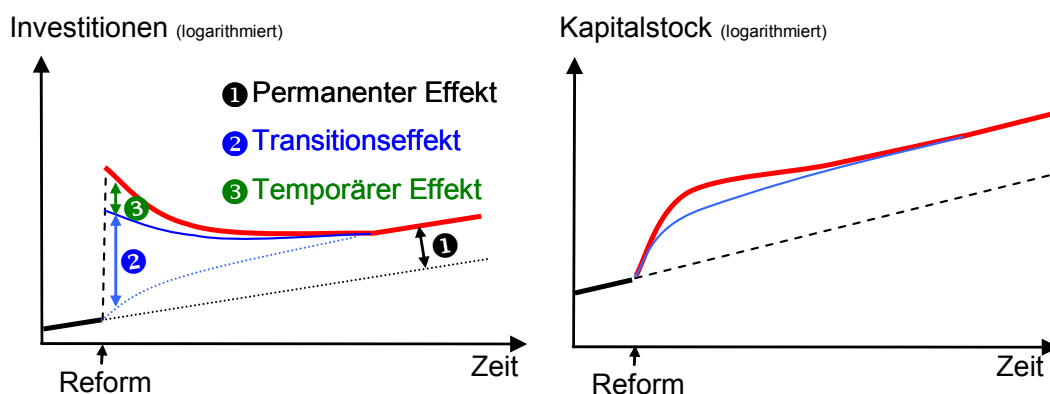 Investitionen (logarithmiert)
❶ Permanenter Effekt
❷ Transitionseffekt
❸ Temporärer Effekt
❸
❷
❶
Zeit
Reform
Kapitalstock (logarithmiert)
Zeit
Reform